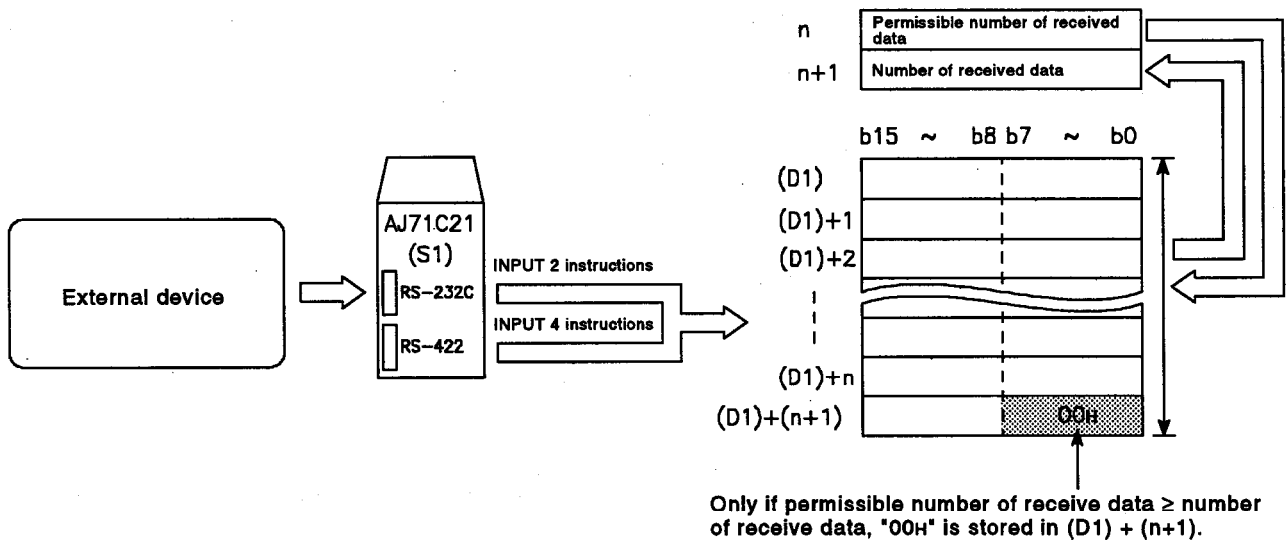 n
Permissible number of received
data
n+1
Number of received data
b15 ~ b8 b7 ~ b0
(D1)
(D1)+1
(D1)+2
(D1)+n
(D1)+(n+1)
00H
External device
AJ71C21
(S1)
RS-232C
RS-422
INPUT 2 instructions
INPUT 4 instructions
Only if permissible number of receive data ≥ number
of receive data, "00H" is stored in (D1) + (n+1).